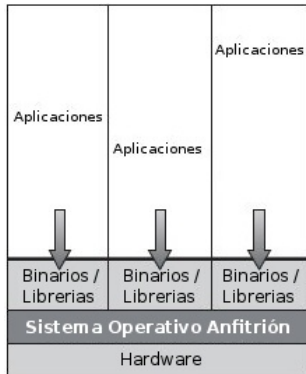 Aplicaciones
Aplicaciones
Aplicaciones
Binarios /
Librerias
Binarios /
Librerias
Binarios /
Librerias
Sistema Operativo Anfitrión
Hardware